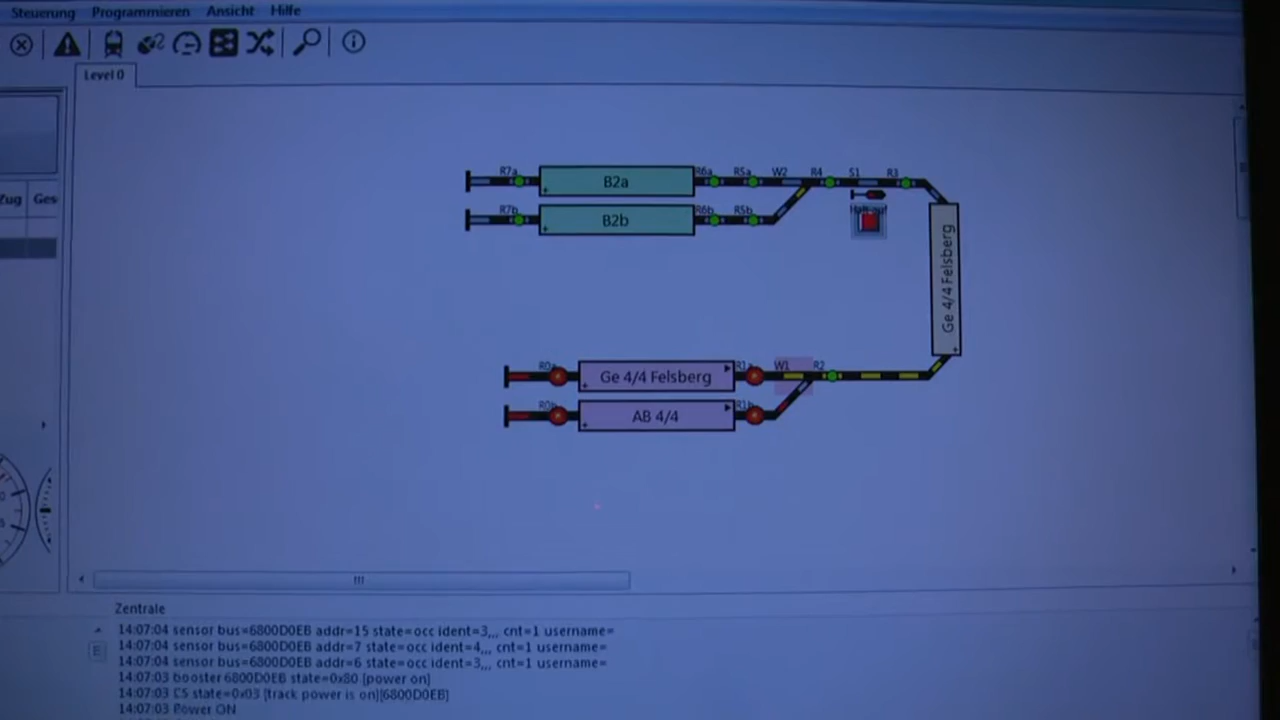 Steuerung Programmieren Ansicht Hilfe
Level 0
Zug Ges
R7a B2a R6a R5a W2 R4 S1 R3
R7b B2b R6b R5b
Ge 4/4 Felsberg
Ge 4/4 Felsberg W1 R2
AB 4/4
Zentrale
14:07:04 sensor bus=6800D0EB addr=15 state=occ ident=3,,, cnt=1 username=
14:07:04 sensor bus=6800D0EB addr=7 state=occ ident=4,,, cnt=1 username=
14:07:04 sensor bus=6800D0EB addr=6 state=occ ident=3,,, cnt=1 username=
14:07:03 booster 6800D0EB state=0x80 [power on]
14:07:03 CS state=0x03 [track power is on][6800D0EB]
14:07:03 Power ON